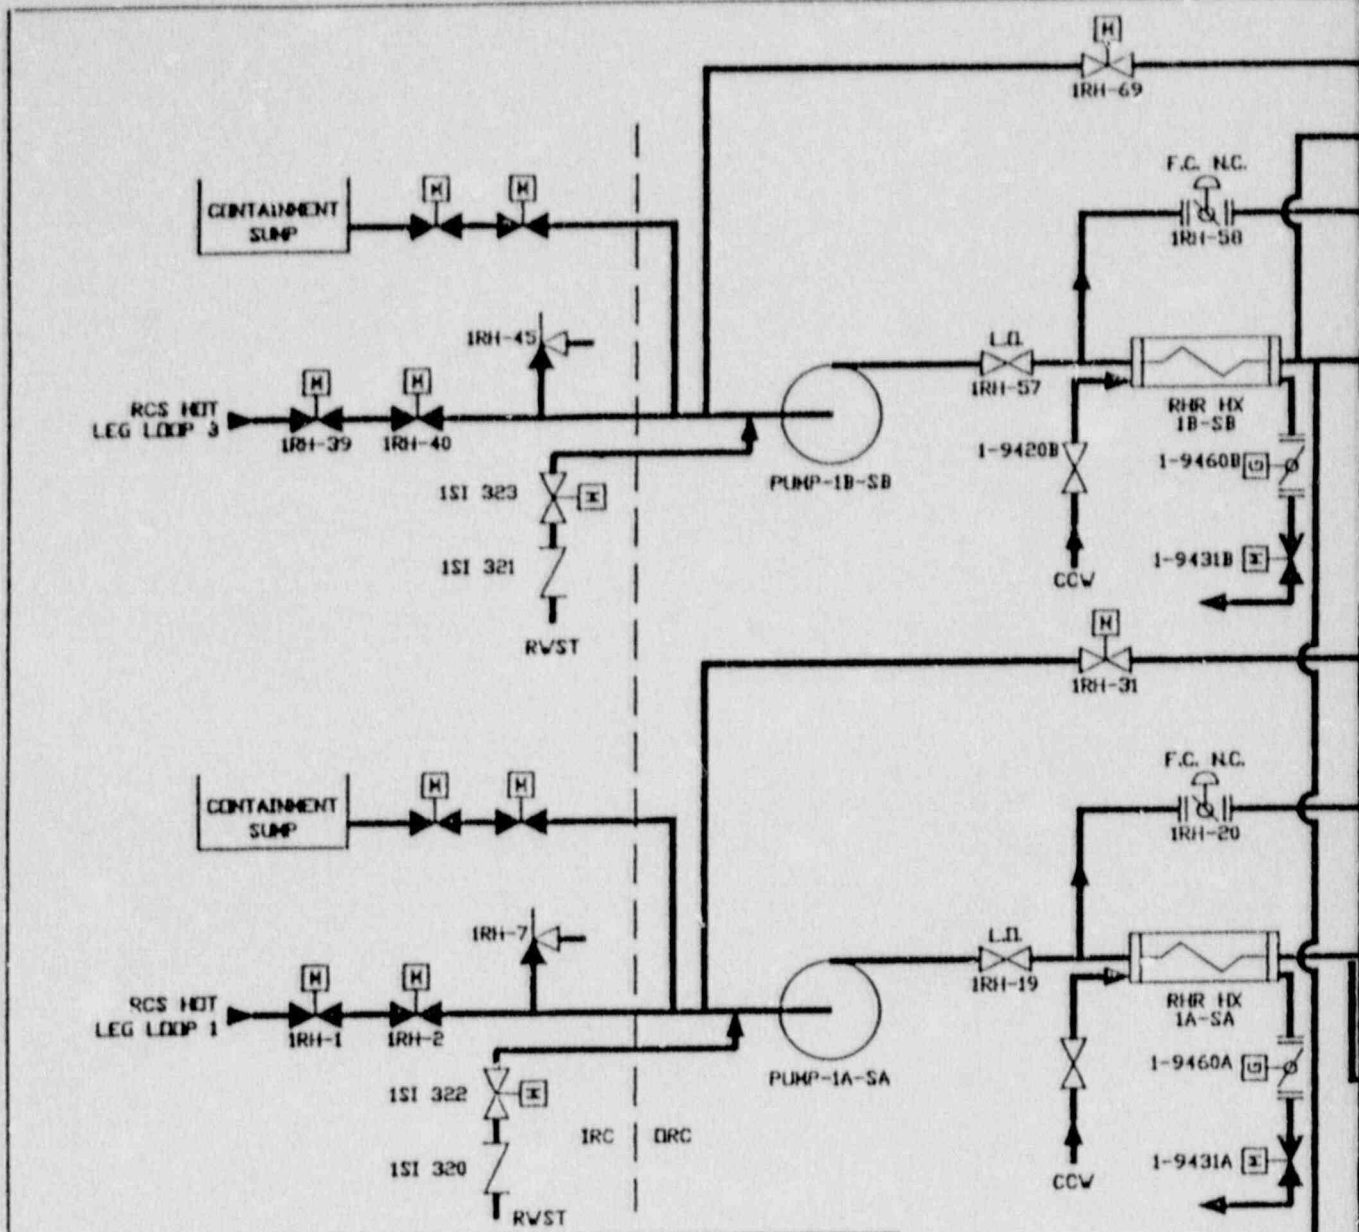 M
1RH-69
F.C. N.C.
1RH-58
M
M
CONTAINMENT
SUMP
1RH-45
L.O.
1RH-57
M
M
RCS HOT
LEG LOOP 3
1RH-39
1RH-40
RHR HX
1B-SB
1-9420B
1-9460B
G
PUMP-1B-SB
1SI 323
M
1SI 321
1-9431B
M
CCW
RWST
M
1RH-31
F.C. N.C.
1RH-20
M
M
CONTAINMENT
SUMP
1RH-7
L.O.
1RH-19
M
M
RCS HOT
LEG LOOP 1
1RH-1
1RH-2
RHR HX
1A-SA
1-9460A
G
PUMP-1A-SA
1SI 322
M
IRC
ORC
1SI 320
1-9431A
M
CCW
RWST